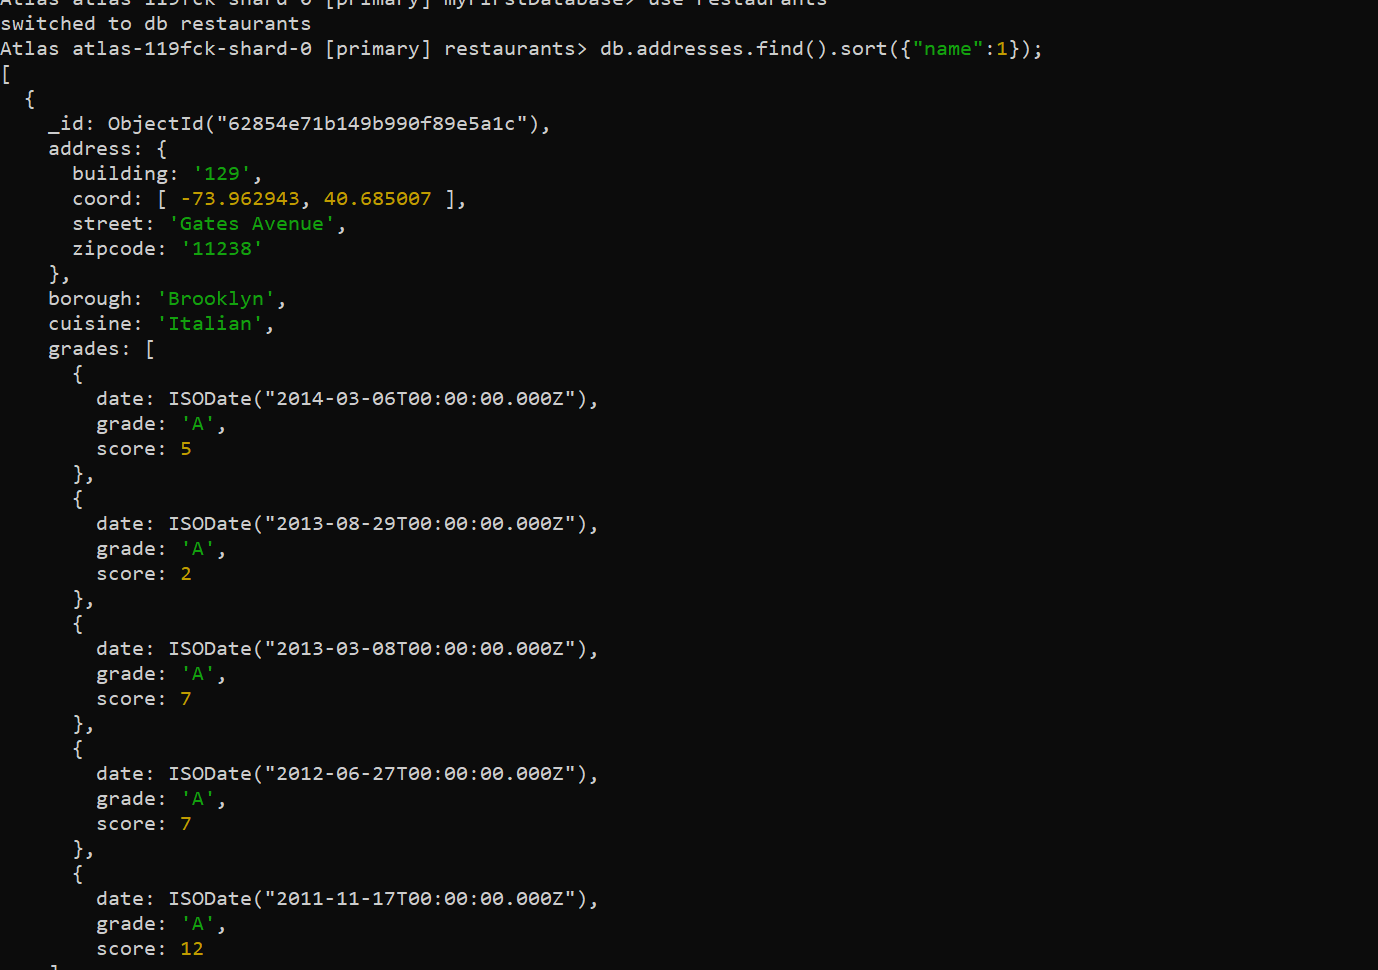 Atlas atlas-119fck-shard-0 [primary] myFirstDatabase> use restaurants
switched to db restaurants
Atlas atlas-119fck-shard-0 [primary] restaurants> db.addresses.find().sort({"name":1});
[
  {
    _id: ObjectId("62854e71b149b990f89e5a1c"),
    address: {
      building: '129',
      coord: [ -73.962943, 40.685007 ],
      street: 'Gates Avenue',
      zipcode: '11238'
    },
    borough: 'Brooklyn',
    cuisine: 'Italian',
    grades: [
      {
        date: ISODate("2014-03-06T00:00:00.000Z"),
        grade: 'A',
        score: 5
      },
      {
        date: ISODate("2013-08-29T00:00:00.000Z"),
        grade: 'A',
        score: 2
      },
      {
        date: ISODate("2013-03-08T00:00:00.000Z"),
        grade: 'A',
        score: 7
      },
      {
        date: ISODate("2012-06-27T00:00:00.000Z"),
        grade: 'A',
        score: 7
      },
      {
        date: ISODate("2011-11-17T00:00:00.000Z"),
        grade: 'A',
        score: 12